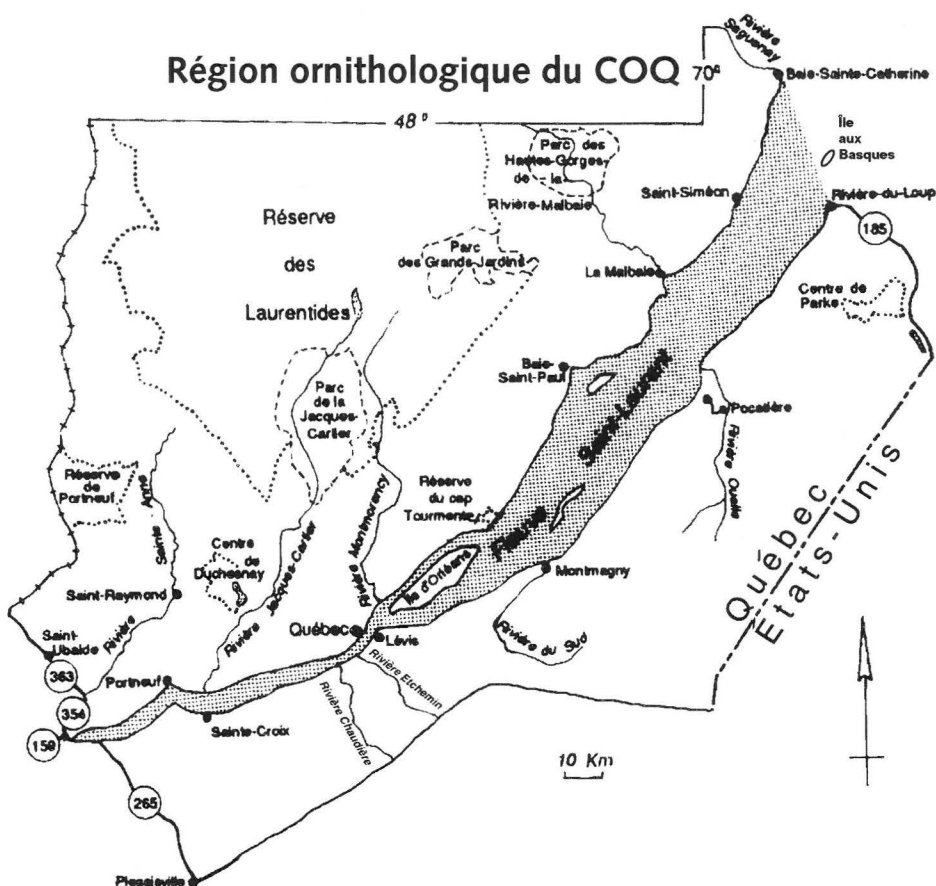 Région ornithologique du COQ
70°
48°
Rivière
Saguenay
Baie-Sainte-Catherine
Île
aux
Basques
Parc des
Hautes-Gorges-
de-la-
Rivière-Malbaie
Saint-Siméon
Rivière-du-Loup
185
Réserve
des
Laurentides
Parc
des Grands-Jardins
La Malbaie
Centre de
Parke
Baie-
Saint-Paul
Parc
de la
Jacques-
Cartier
La Pocatière
Fleuve Saint-Laurent
Rivière Ouelle
Réserve
de
Portneuf
Rivière Sainte Anne
Centre
de
Duchesnay
Rivière Jacques-Cartier
Rivière Montmorency
Réserve
du cap
Tourmente
Île d'Orléans
Montmagny
Québec
États-Unis
Saint-Raymond
Québec
Lévis
Rivière du Sud
Saint-
Ubalde
363
354
159
Portneuf
Sainte-Croix
Rivière Etchemin
Rivière Chaudière
10 Km
265
Plessisville